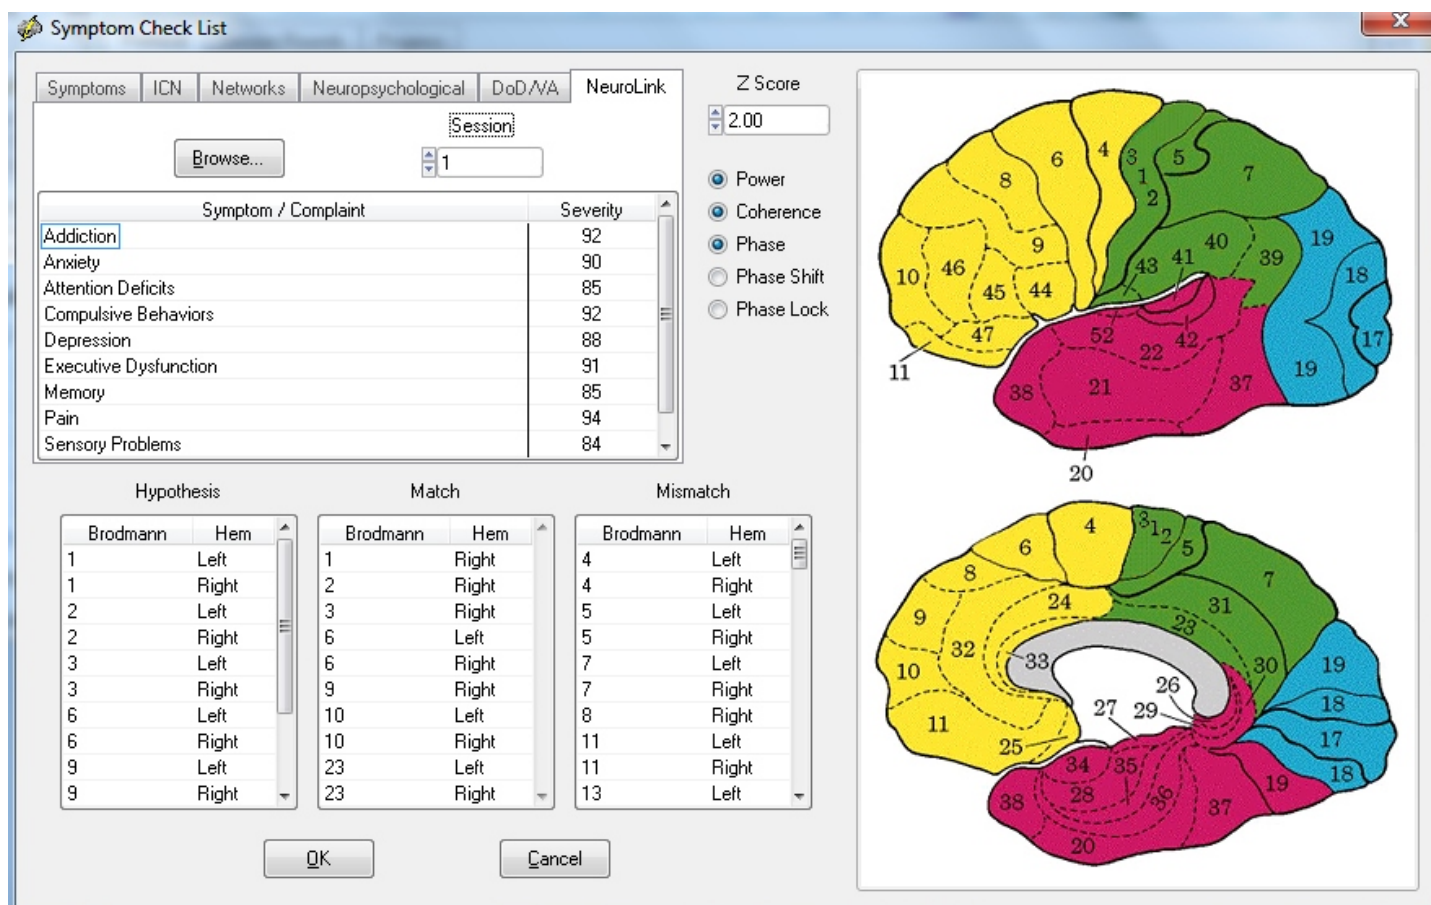 Symptom Check List
X
Symptoms ICN Networks Neuropsychological DoD/VA NeuroLink
Z Score
2.00
Session
Browse... 1
Symptom / Complaint Severity
Addiction 92
Anxiety 90
Attention Deficits 85
Compulsive Behaviors 92
Depression 88
Executive Dysfunction 91
Memory 85
Pain 94
Sensory Problems 84
Power
Coherence
Phase
Phase Shift
Phase Lock
Hypothesis
Brodmann Hem
1 Left
1 Right
2 Left
2 Right
3 Left
3 Right
6 Left
6 Right
9 Left
9 Right
Match
Brodmann Hem
1 Right
2 Right
3 Right
6 Left
6 Right
9 Right
10 Left
10 Right
23 Left
23 Right
Mismatch
Brodmann Hem
4 Left
4 Right
5 Left
5 Right
7 Left
7 Right
8 Right
11 Left
11 Right
13 Left
OK Cancel
6 4 3 5
8 1 7
2
9 40 19
10 46 43 41 39 18
45 44
47 52 42 17
11 22 19
38 21 37
20
4 3 1 2
6 5
8 7
24 31
9 23
32 33 30 19
10 26
27 29 18
11 17
25 34 35 18
28 36 19
38 37
20